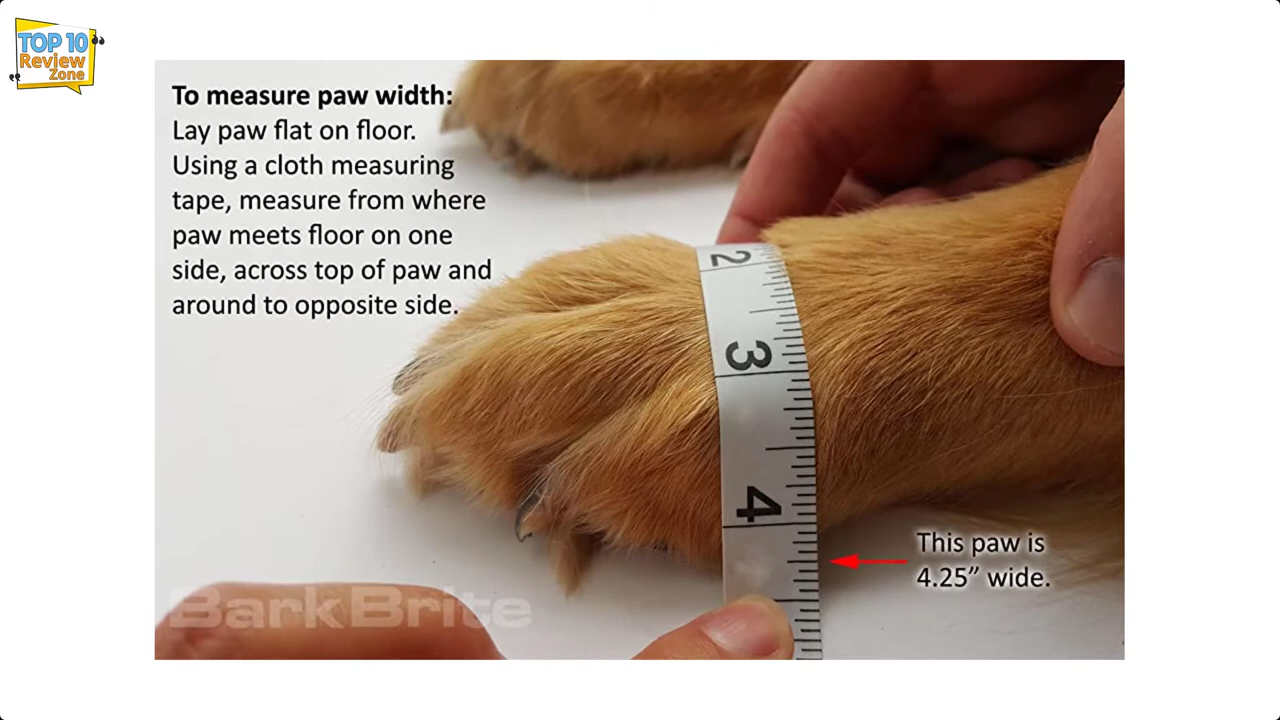 TOP 10
Review
Zone
To measure paw width:
Lay paw flat on floor.
Using a cloth measuring
tape, measure from where
paw meets floor on one
side, across top of paw and
around to opposite side.
2
3
4
This paw is
4.25” wide.
BarkBrite